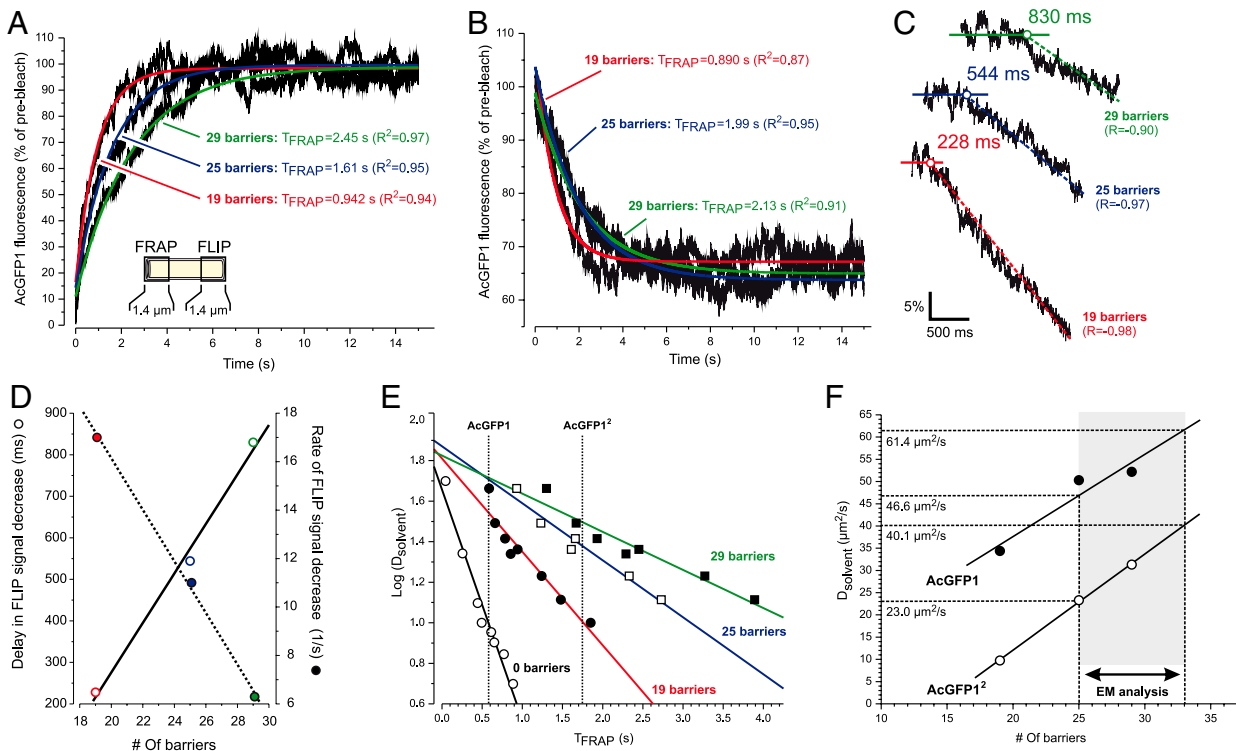 A
AcGFP1 fluorescence (% of pre-bleach)
110
100
90
80
70
60
50
40
30
20
10
0
29 barriers: TFRAP=2.45 s (R²=0.97)
25 barriers: TFRAP=1.61 s (R²=0.95)
19 barriers: TFRAP=0.942 s (R²=0.94)
FRAP FLIP
1.4 µm 1.4 µm
0 2 4 6 8 10 12 14
Time (s)
B
AcGFP1 fluorescence (% of pre-bleach)
110
100
90
80
70
60
19 barriers: TFRAP=0.890 s (R²=0.87)
25 barriers: TFRAP=1.99 s (R²=0.95)
29 barriers: TFRAP=2.13 s (R²=0.91)
0 2 4 6 8 10 12 14
Time (s)
C
830 ms
29 barriers
(R=-0.90)
544 ms
25 barriers
(R=-0.97)
228 ms
19 barriers
(R=-0.98)
5%
500 ms
D
Delay in FLIP signal decrease (ms)
900
800
700
600
500
400
300
200
18
16
14
12
10
8
6
Rate of FLIP signal
decrease (1/s)
18 20 22 24 26 28 30
# Of barriers
E
Log (Dsolvent)
2.0
1.8
1.6
1.4
1.2
1.0
0.8
0.6
AcGFP1 AcGFP1²
29 barriers
25 barriers
0 barriers
19 barriers
0.0 0.5 1.0 1.5 2.0 2.5 3.0 3.5 4.0
TFRAP (s)
F
Dsolvent (µm²/s)
65
60
55
50
45
40
35
30
25
20
15
10
5
0
61.4 µm²/s
46.6 µm²/s
40.1 µm²/s
23.0 µm²/s
AcGFP1
AcGFP1²
EM analysis
10 15 20 25 30 35
# Of barriers